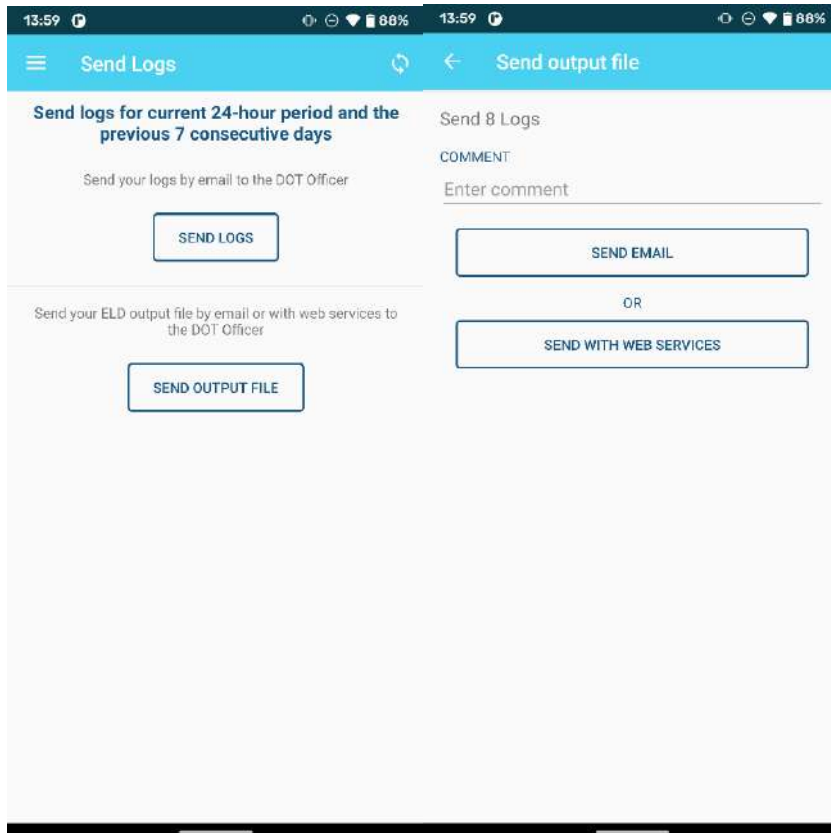 13:59
88%
Send Logs
Send logs for current 24-hour period and the
previous 7 consecutive days
Send your logs by email to the DOT Officer
SEND LOGS
Send your ELD output file by email or with web services to
the DOT Officer
SEND OUTPUT FILE
13:59
88%
Send output file
Send 8 Logs
COMMENT
Enter comment
SEND EMAIL
OR
SEND WITH WEB SERVICES